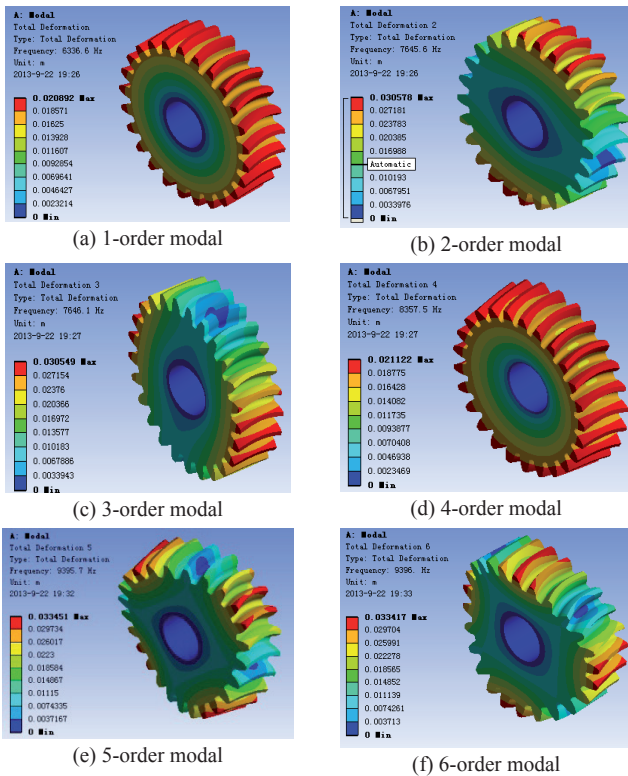 A: Modal
Total Deformation
Type: Total Deformation
Frequency: 6336.6 Hz
Unit: m
2013-9-22 19:26
0.020892 Max
0.018571
0.01625
0.013928
0.011607
0.0092854
0.0069641
0.0046427
0.0023214
0 Min
(a) 1-order modal
A: Modal
Total Deformation 2
Type: Total Deformation
Frequency: 7645.6 Hz
Unit: m
2013-9-22 19:26
0.030578 Max
0.027181
0.023783
0.020385
0.016988
Automatic
0.010193
0.0067951
0.0033976
0 Min
(b) 2-order modal
A: Modal
Total Deformation 3
Type: Total Deformation
Frequency: 7646.1 Hz
Unit: m
2013-9-22 19:27
0.030549 Max
0.027154
0.02376
0.020366
0.016972
0.013577
0.010183
0.0067886
0.0033943
0 Min
(c) 3-order modal
A: Modal
Total Deformation 4
Type: Total Deformation
Frequency: 8357.5 Hz
Unit: m
2013-9-22 19:27
0.021122 Max
0.018775
0.016428
0.014082
0.011735
0.0093877
0.0070408
0.0046938
0.0023469
0 Min
(d) 4-order modal
A: Modal
Total Deformation 5
Type: Total Deformation
Frequency: 9395.7 Hz
Unit: m
2013-9-22 19:32
0.033451 Max
0.029734
0.026017
0.0223
0.018584
0.014867
0.01115
0.0074335
0.0037167
0 Min
(e) 5-order modal
A: Modal
Total Deformation 6
Type: Total Deformation
Frequency: 9396. Hz
Unit: m
2013-9-22 19:33
0.033417 Max
0.029704
0.025991
0.022278
0.018565
0.014852
0.011139
0.0074261
0.003713
0 Min
(f) 6-order modal